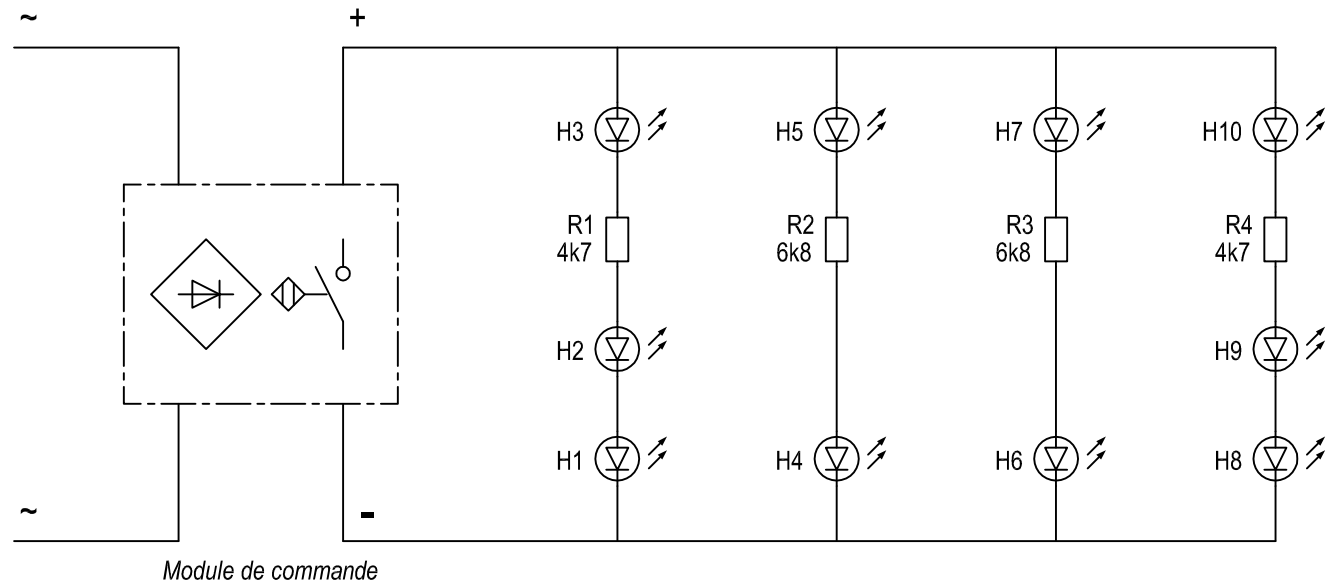 ~ +
H3 H5 H7 H10
R1 R2 R3 R4
4k7 6k8 6k8 4k7
H2 H9
H1 H4 H6 H8
~ -
Module de commande